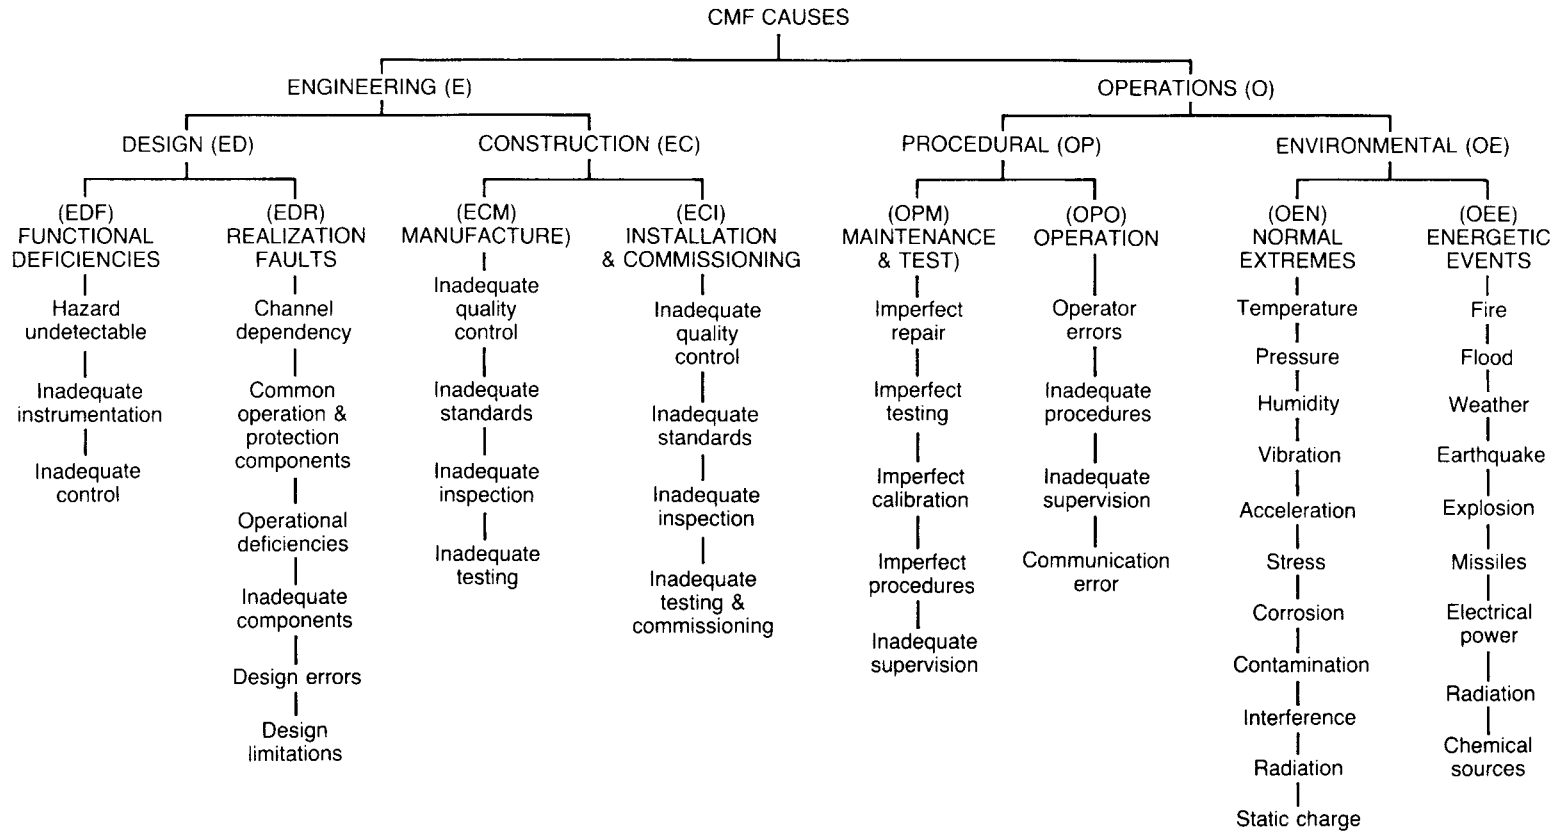 CMF CAUSES
ENGINEERING (E)
OPERATIONS (O)
DESIGN (ED)
CONSTRUCTION (EC)
PROCEDURAL (OP)
ENVIRONMENTAL (OE)
(EDF)
FUNCTIONAL
DEFICIENCIES
Hazard
undetectable
Inadequate
instrumentation
Inadequate
control
(EDR)
REALIZATION
FAULTS
Channel
dependency
Common
operation &
protection
components
Operational
deficiencies
Inadequate
components
Design errors
Design
limitations
(ECM)
MANUFACTURE)
Inadequate
quality
control
Inadequate
standards
Inadequate
inspection
Inadequate
testing
(ECI)
INSTALLATION
& COMMISSIONING
Inadequate
quality
control
Inadequate
standards
Inadequate
inspection
Inadequate
testing &
commissioning
(OPM)
MAINTENANCE
& TEST)
Imperfect
repair
Imperfect
testing
Imperfect
calibration
Imperfect
procedures
Inadequate
supervision
(OPO)
OPERATION
Operator
errors
Inadequate
procedures
Inadequate
supervision
Communication
error
(OEN)
NORMAL
EXTREMES
Temperature
Pressure
Humidity
Vibration
Acceleration
Stress
Corrosion
Contamination
Interference
Radiation
Static charge
(OEE)
ENERGETIC
EVENTS
Fire
Flood
Weather
Earthquake
Explosion
Missiles
Electrical
power
Radiation
Chemical
sources